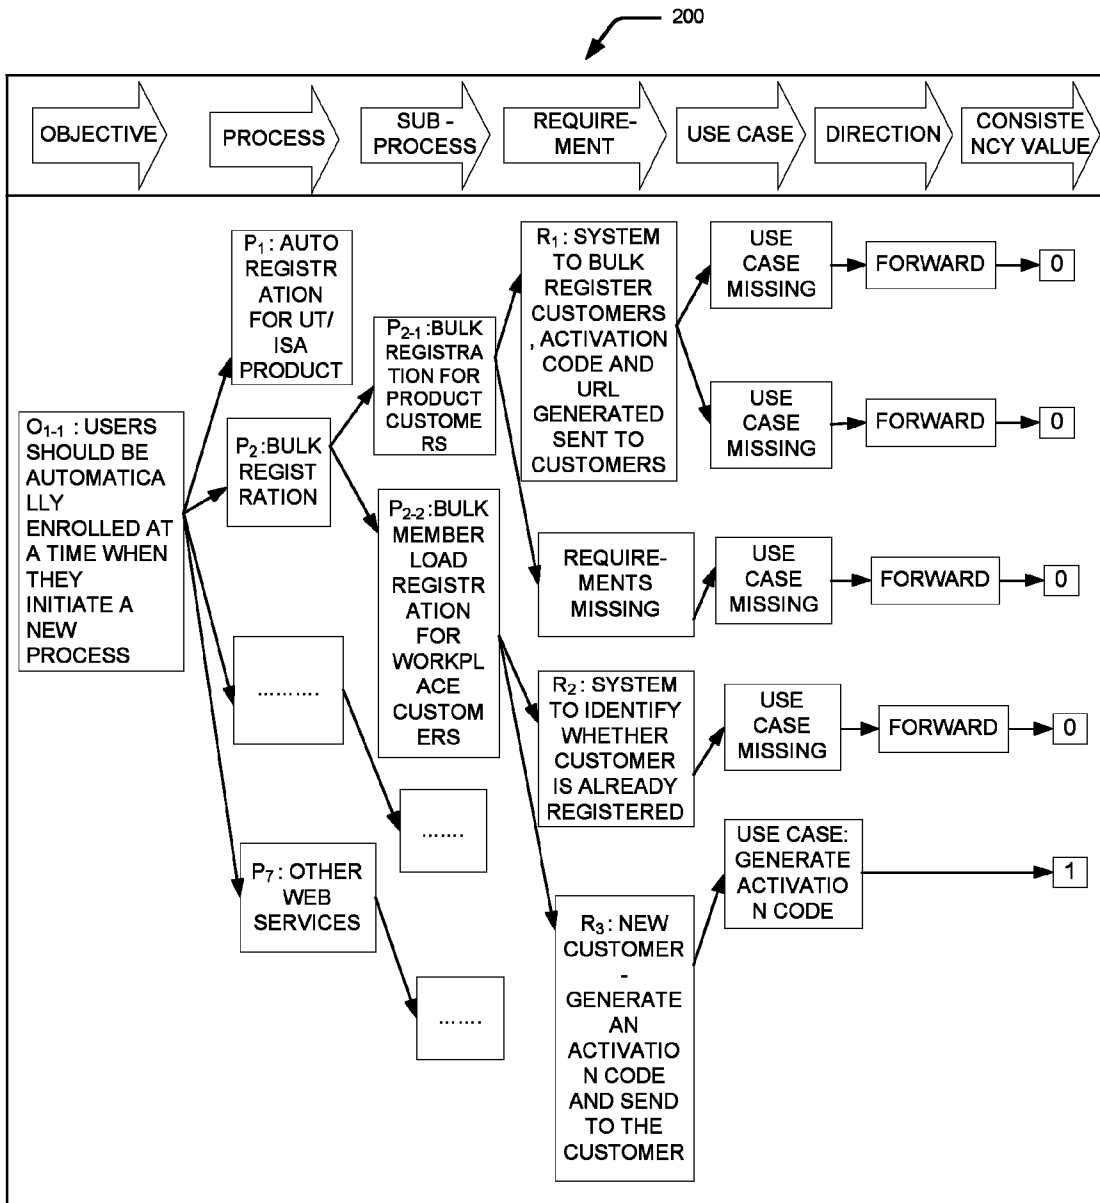 200
OBJECTIVE
PROCESS
SUB -
PROCESS
REQUIRE-
MENT
USE CASE
DIRECTION
CONSISTE
NCY VALUE
O1-1 : USERS
SHOULD BE
AUTOMATICA
LLY
ENROLLED AT
A TIME WHEN
THEY
INITIATE A
NEW
PROCESS
P1 : AUTO
REGISTR
ATION
FOR UT/
ISA
PRODUCT
P2 : BULK
REGIST
RATION
..........
P7 : OTHER
WEB
SERVICES
P2-1 :BULK
REGISTRA
TION FOR
PRODUCT
CUSTOME
RS
P2-2 :BULK
MEMBER
LOAD
REGISTR
ATION
FOR
WORKPL
ACE
CUSTOM
ERS
.......
.......
R1 : SYSTEM
TO BULK
REGISTER
CUSTOMERS
, ACTIVATION
CODE AND
URL
GENERATED
SENT TO
CUSTOMERS
REQUIRE-
MENTS
MISSING
R2 : SYSTEM
TO IDENTIFY
WHETHER
CUSTOMER
IS ALREADY
REGISTERED
R3 : NEW
CUSTOMER
-
GENERATE
AN
ACTIVATIO
N CODE
AND SEND
TO THE
CUSTOMER
USE
CASE
MISSING
FORWARD
0
USE
CASE
MISSING
FORWARD
0
USE
CASE
MISSING
FORWARD
0
USE
CASE
MISSING
FORWARD
0
USE CASE:
GENERATE
ACTIVATIO
N CODE
1